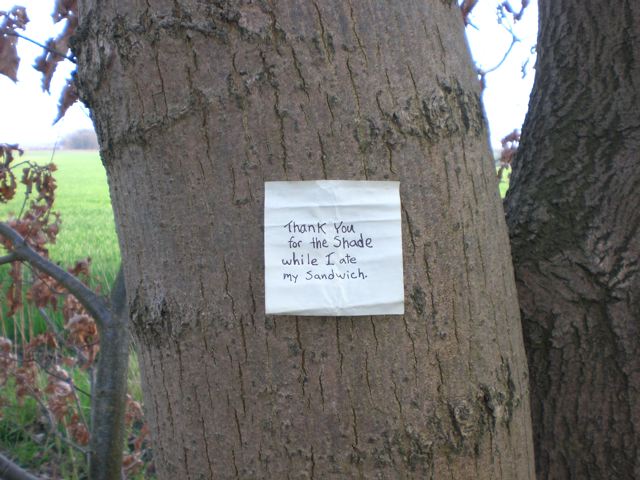 Thank You
for the Shade
while I ate
my Sandwich.